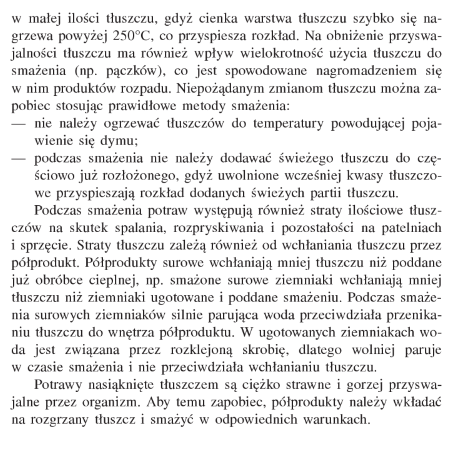 w małej ilości tłuszczu, gdyż cienka warstwa tłuszczu szybko się na-
grzewa powyżej 250°C, co przyspiesza rozkład. Na obniżenie przyswa-
jalności tłuszczu ma również wpływ wielokrotność użycia tłuszczu do
smażenia (np. pączków), co jest spowodowane nagromadzeniem się
w nim produktów rozpadu. Niepożądanym zmianom tłuszczu można za-
pobiec stosując prawidłowe metody smażenia:
— nie należy ogrzewać tłuszczów do temperatury powodującej poja-
wienie się dymu;
— podczas smażenia nie należy dodawać świeżego tłuszczu do czę-
ściowo już rozłożonego, gdyż uwolnione wcześniej kwasy tłuszczo-
we przyspieszają rozkład dodanych świeżych partii tłuszczu.
Podczas smażenia potraw występują również straty ilościowe tłusz-
czów na skutek spalania, rozpryskiwania i pozostałości na patelniach
i sprzęcie. Straty tłuszczu zależą również od wchłaniania tłuszczu przez
półprodukt. Półprodukty surowe wchłaniają mniej tłuszczu niż poddane
już obróbce cieplnej, np. smażone surowe ziemniaki wchłaniają mniej
tłuszczu niż ziemniaki ugotowane i poddane smażeniu. Podczas smaże-
nia surowych ziemniaków silnie parująca woda przeciwdziała przenika-
niu tłuszczu do wnętrza półproduktu. W ugotowanych ziemniakach wo-
da jest związana przez rozklejoną skrobię, dlatego wolniej paruje
w czasie smażenia i nie przeciwdziała wchłanianiu tłuszczu.
Potrawy nasiąknięte tłuszczem są ciężko strawne i gorzej przyswa-
jalne przez organizm. Aby temu zapobiec, półprodukty należy wkładać
na rozgrzany tłuszcz i smażyć w odpowiednich warunkach.